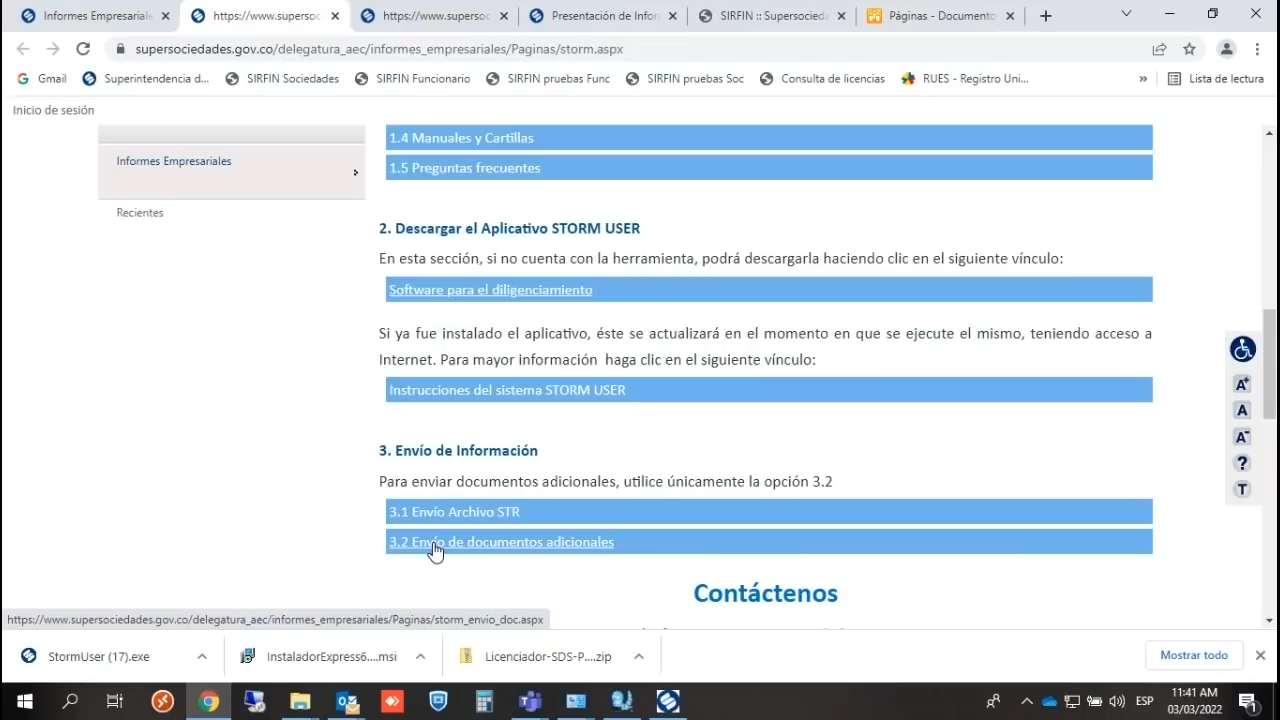 Informes Empresariales
https://www.supersoc
https://www.supersoc
Presentación de Infor
SIRFIN :: Supersocieda
Páginas - Documento
supersociedades.gov.co/delegatura_aec/informes_empresariales/Paginas/storm.aspx
Gmail
Superintendencia d...
SIRFIN Sociedades
SIRFIN Funcionario
SIRFIN pruebas Func
SIRFIN pruebas Soc
Consulta de licencias
RUES - Registro Uni...
»
Lista de lectura
Inicio de sesión
Informes Empresariales
Recientes
1.4 Manuales y Cartillas
1.5 Preguntas frecuentes
2. Descargar el Aplicativo STORM USER
En esta sección, si no cuenta con la herramienta, podrá descargarla haciendo clic en el siguiente vínculo:
Software para el diligenciamiento
Si ya fue instalado el aplicativo, éste se actualizará en el momento en que se ejecute el mismo, teniendo acceso a
Internet. Para mayor información haga clic en el siguiente vínculo:
Instrucciones del sistema STORM USER
3. Envío de Información
Para enviar documentos adicionales, utilice únicamente la opción 3.2
3.1 Envío Archivo STR
3.2 Envío de documentos adicionales
Contáctenos
A+
A
A-
?
T
https://www.supersociedades.gov.co/delegatura_aec/informes_empresariales/Paginas/storm_envio_doc.aspx
StormUser (17).exe
InstaladorExpress6....msi
Licenciador-SDS-P....zip
Mostrar todo
ESP
11:41 AM
03/03/2022
1